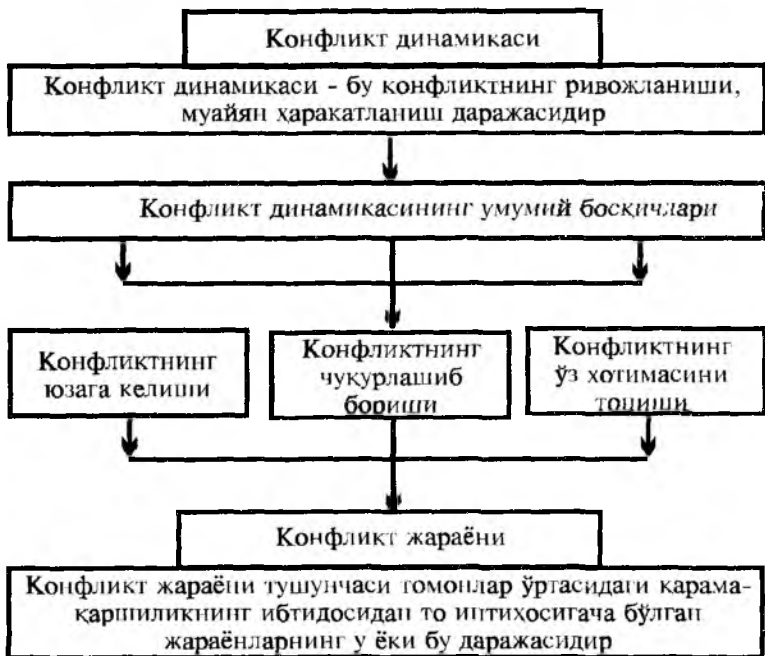 Конфликт динамикаси
Конфликт динамикаси - бу конфликтнинг ривожланиши,
муайян ҳаракатланиш даражасидир
Конфликт динамикасининг умумий босқичлари
Конфликтнинг
юзага келиши
Конфликтнинг
чуқурлашиб
бориши
Конфликтнинг
ўз хотимасини
топиши
Конфликт жараёни
Конфликт жараёни тушунчаси томонлар ўртасидаги қарама-
қаршиликнинг ибтидосидан то интиҳосигача бўлган
жараёнларнинг у ёки бу даражасидир